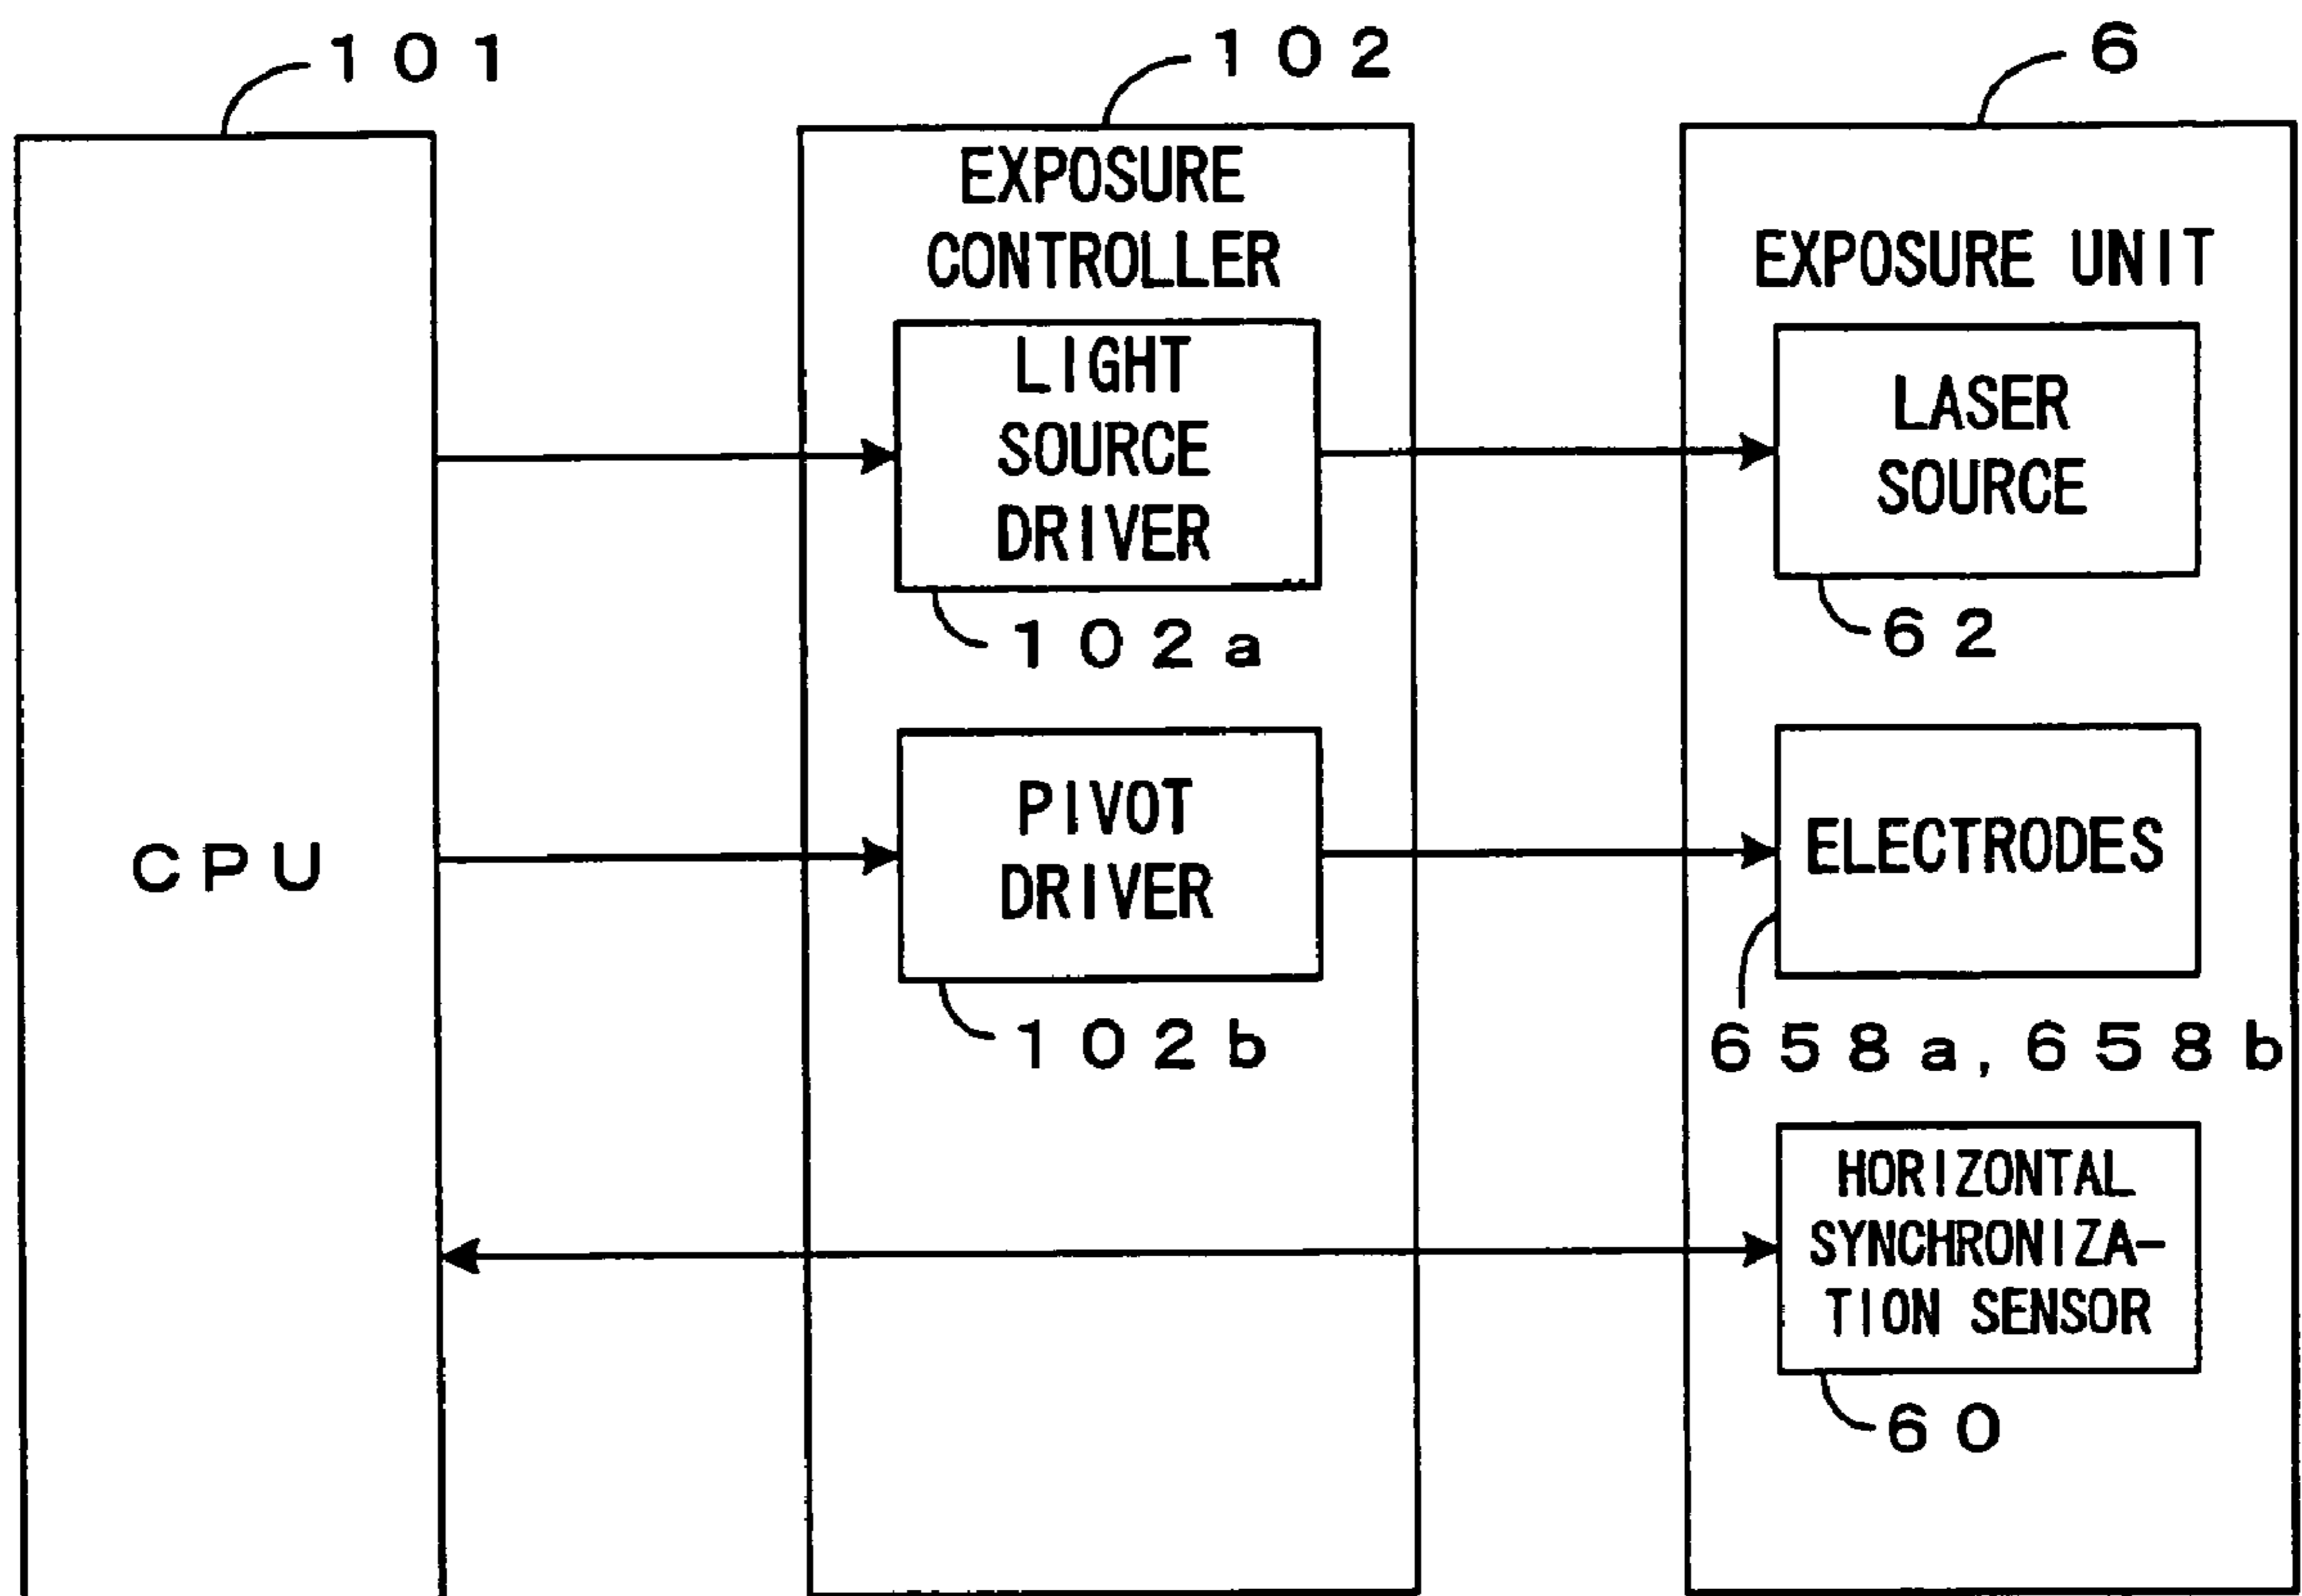 101
102
6
CPU
EXPOSURE
CONTROLLER
LIGHT
SOURCE
DRIVER
102a
PIVOT
DRIVER
102b
EXPOSURE UNIT
LASER
SOURCE
62
ELECTRODES
658a, 658b
HORIZONTAL
SYNCHRONIZA-
TION SENSOR
60